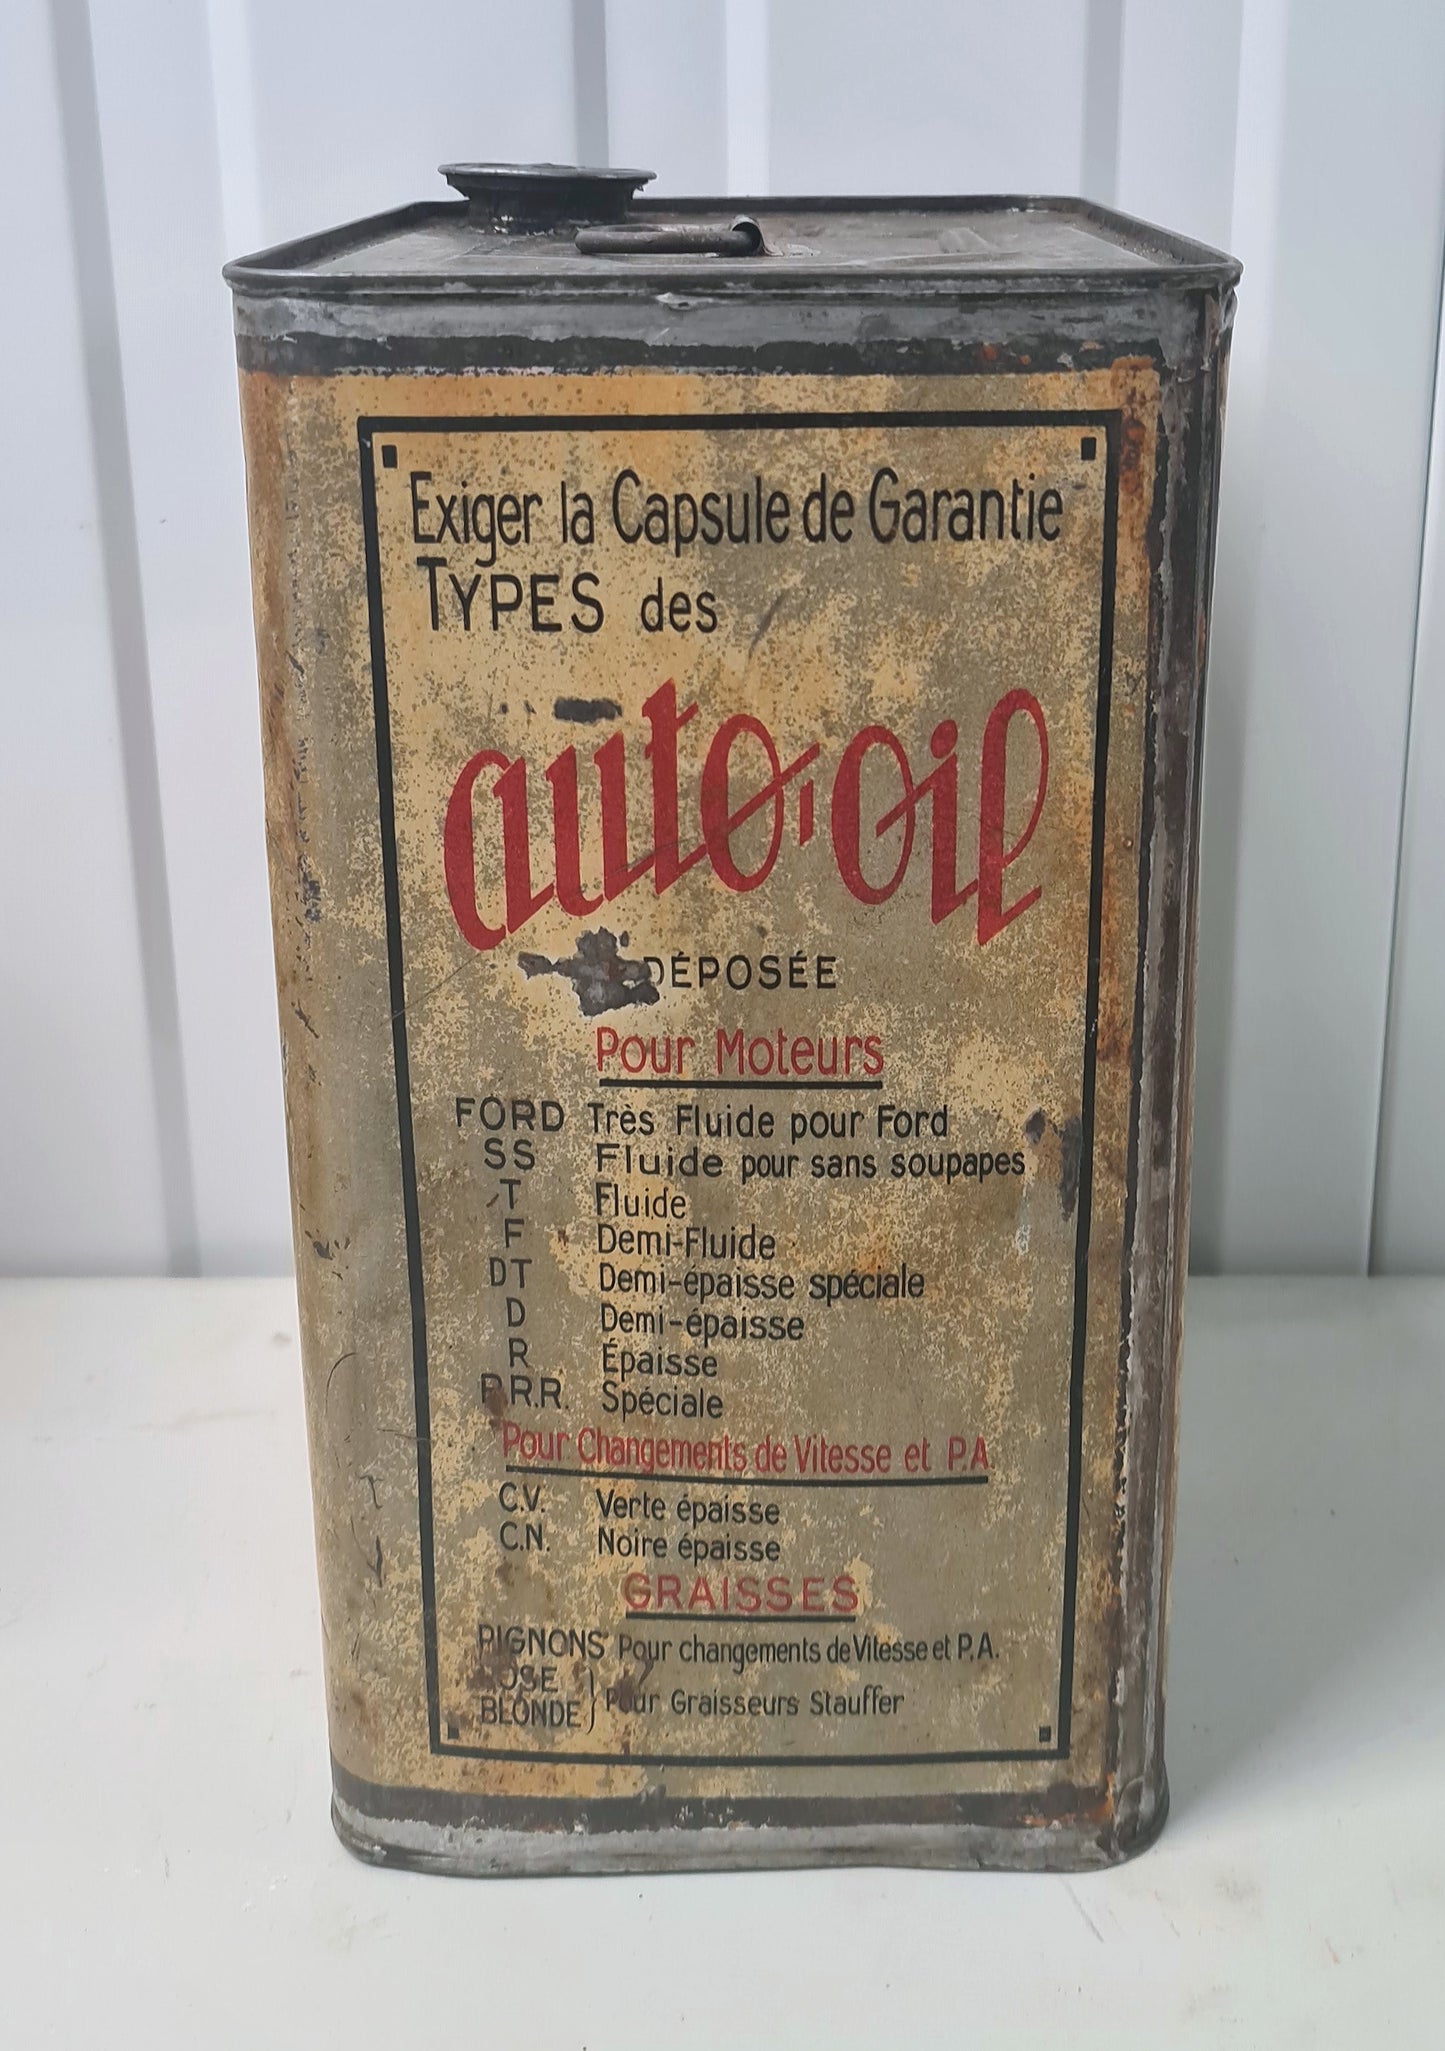 Exiger la Capsule de Garantie
TYPES des
auto-oil
DÉPOSÉE
Pour Moteurs
FORD Très Fluide pour Ford
SS Fluide pour sans soupapes
T Fluide
F Demi-Fluide
DT Demi-épaisse spéciale
D Demi-épaisse
R Épaisse
R.R.R. Spéciale
Pour Changements de Vitesse et P.A.
C.V. Verte épaisse
C.N. Noire épaisse
GRAISSES
PIGNONS Pour changements de Vitesse et P.A.
ROSE
BLONDE } Pour Graisseurs Stauffer